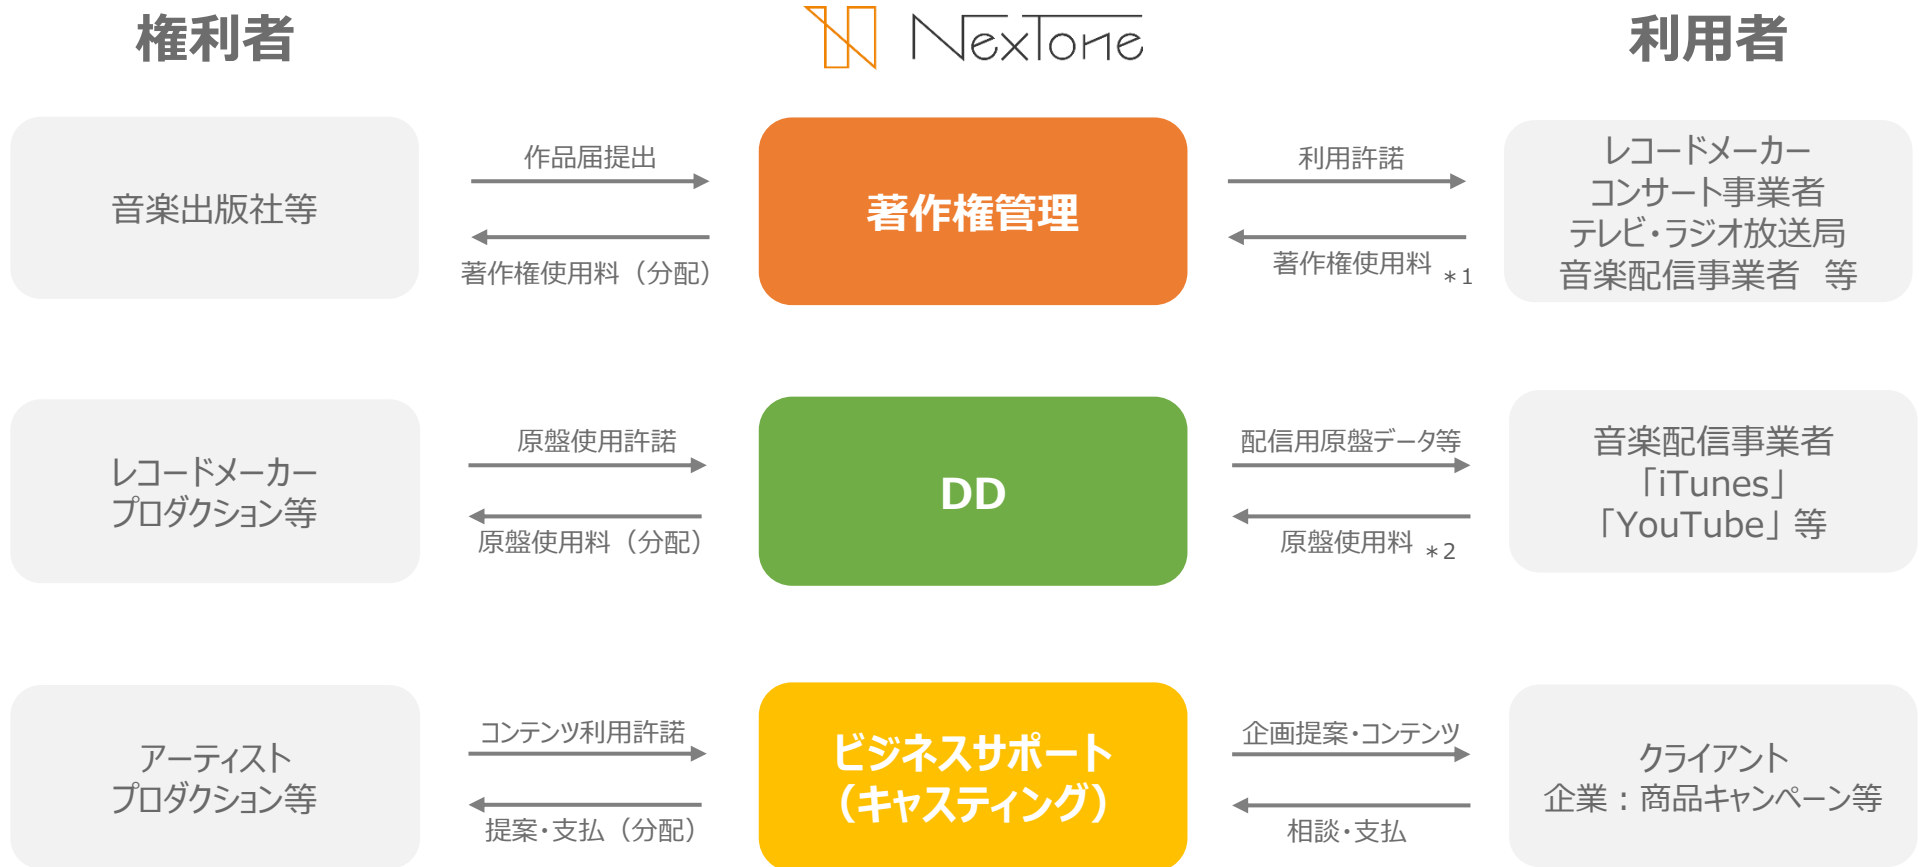 権利者
NexTone
利用者
音楽出版社等
作品届提出
著作権使用料（分配）
著作権管理
利用許諾
著作権使用料 ＊1
レコードメーカー
コンサート事業者
テレビ・ラジオ放送局
音楽配信事業者　等
レコードメーカー
プロダクション等
原盤使用許諾
原盤使用料（分配）
DD
配信用原盤データ等
原盤使用料 ＊2
音楽配信事業者
「iTunes」
「YouTube」等
アーティスト
プロダクション等
コンテンツ利用許諾
提案・支払（分配）
ビジネスサポート
（キャスティング）
企画提案・コンテンツ
相談・支払
クライアント
企業：商品キャンペーン等